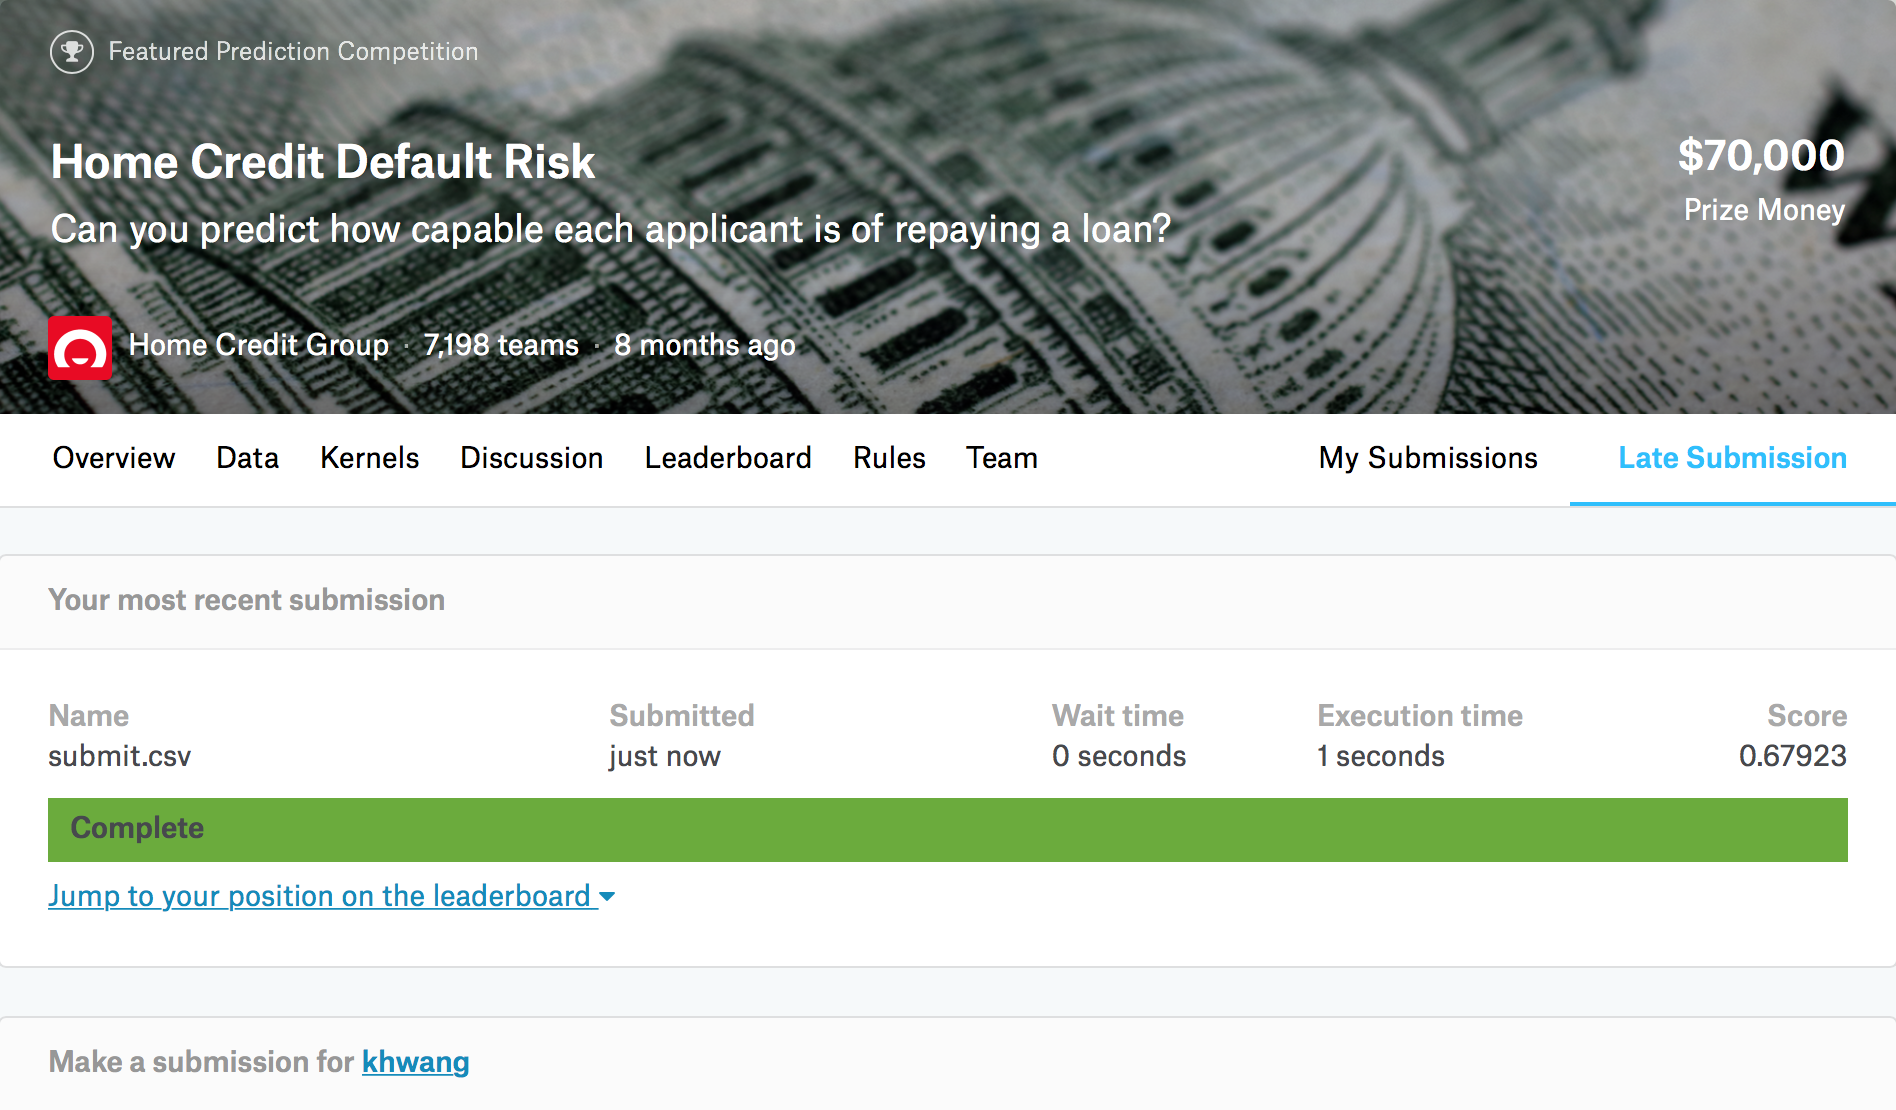 Featured Prediction Competition
Home Credit Default Risk
Can you predict how capable each applicant is of repaying a loan?
$70,000
Prize Money
Home Credit Group · 7,198 teams · 8 months ago
Overview Data Kernels Discussion Leaderboard Rules Team My Submissions Late Submission
Your most recent submission
Name Submitted Wait time Execution time Score
submit.csv just now 0 seconds 1 seconds 0.67923
Complete
Jump to your position on the leaderboard
Make a submission for khwang